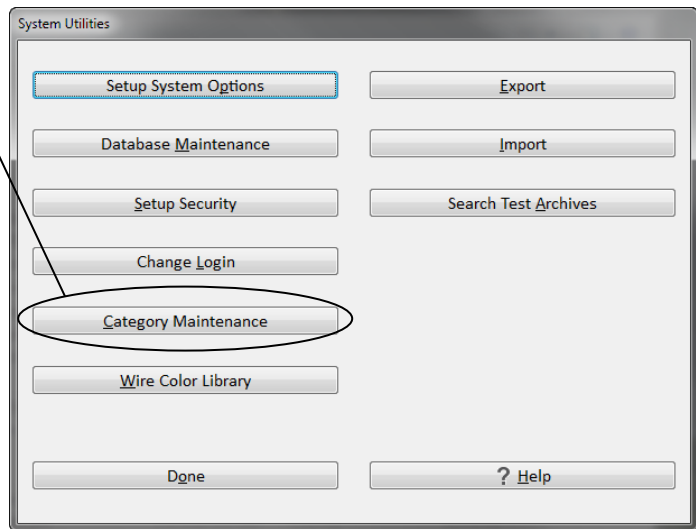 System Utilities
Setup System Options
Export
Database Maintenance
Import
Setup Security
Search Test Archives
Change Login
Category Maintenance
Wire Color Library
Done
? Help